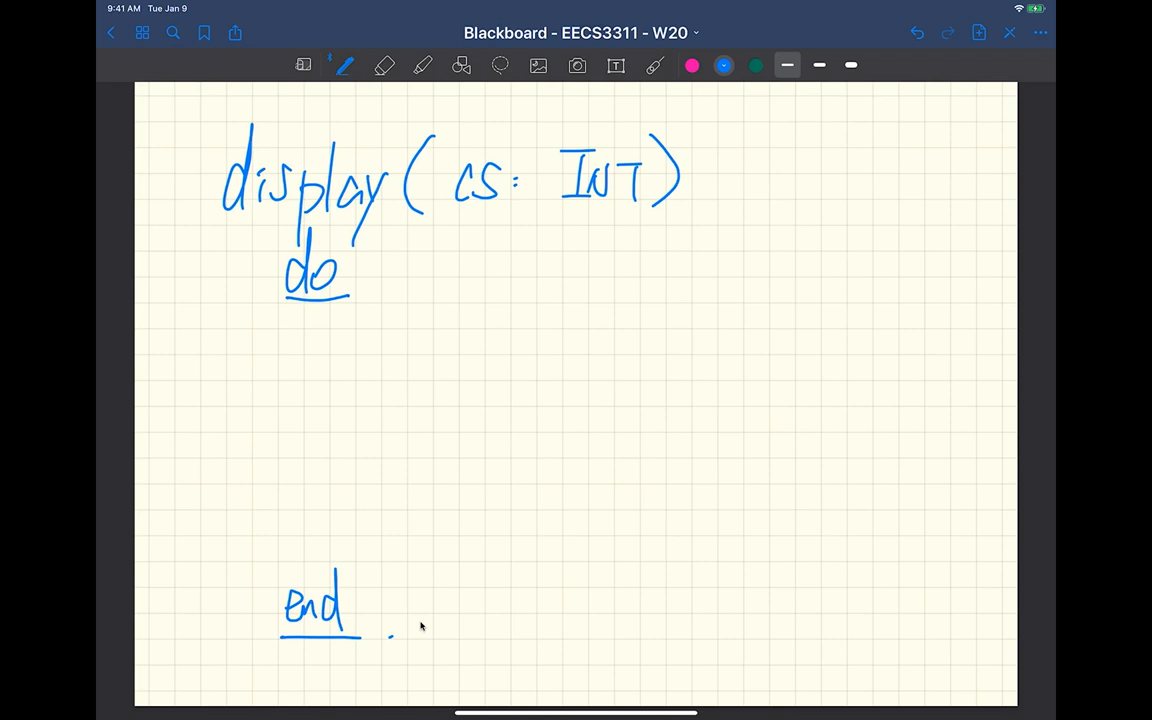 9:41 AM Tue Jan 9
Blackboard - EECS3311 - W20
display( cs: INT)
do
end .